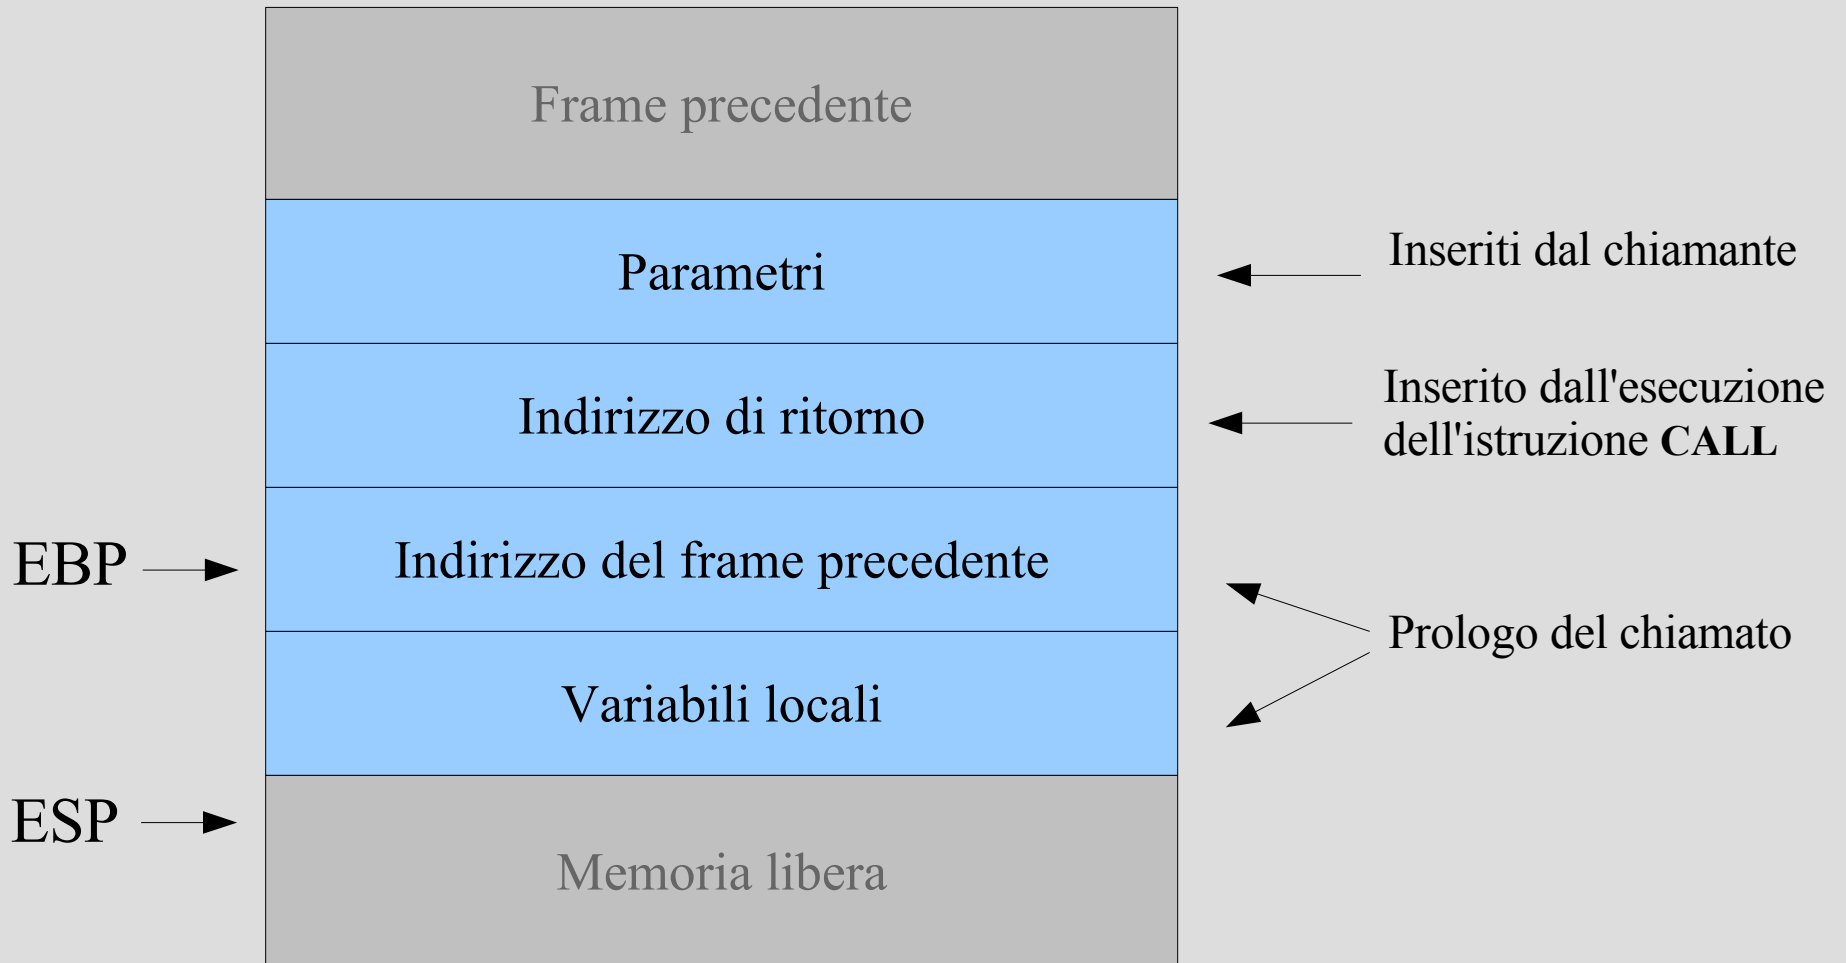 Frame precedente
Parametri
Inseriti dal chiamante
Indirizzo di ritorno
Inserito dall'esecuzione
dell'istruzione CALL
EBP
Indirizzo del frame precedente
Prologo del chiamato
Variabili locali
ESP
Memoria libera